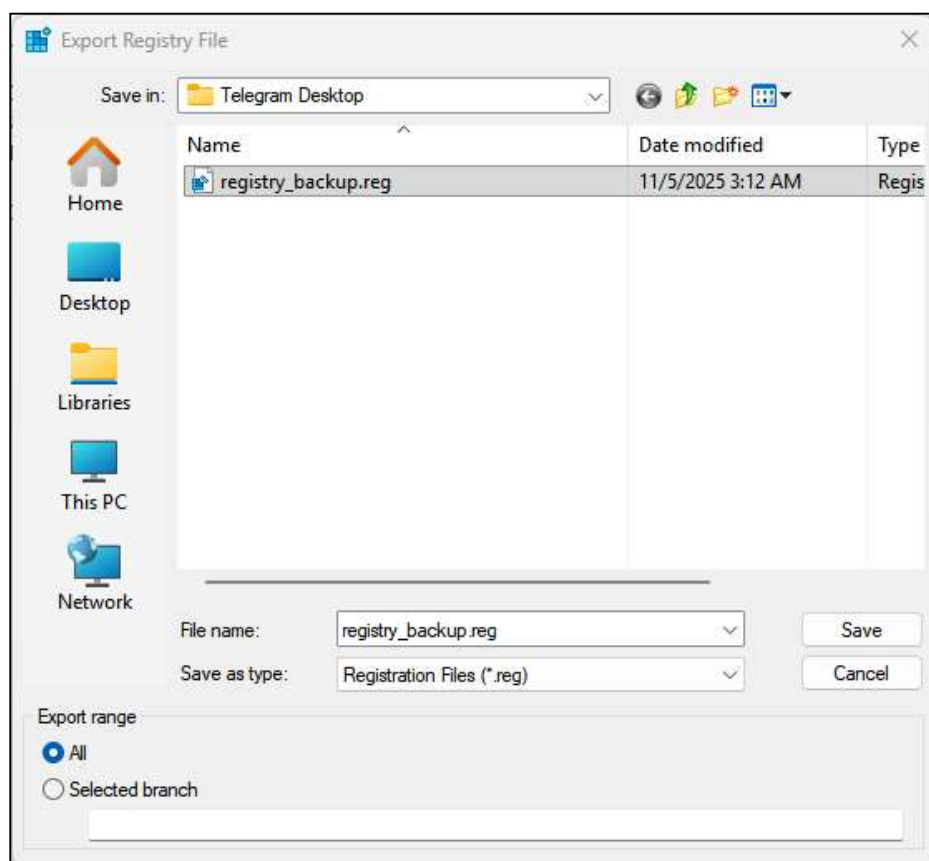 Export Registry File
Save in: Telegram Desktop
Name Date modified Type
registry_backup.reg 11/5/2025 3:12 AM Regis
Home
Desktop
Libraries
This PC
Network
File name: registry_backup.reg Save
Save as type: Registration Files (*.reg) Cancel
Export range
All
Selected branch